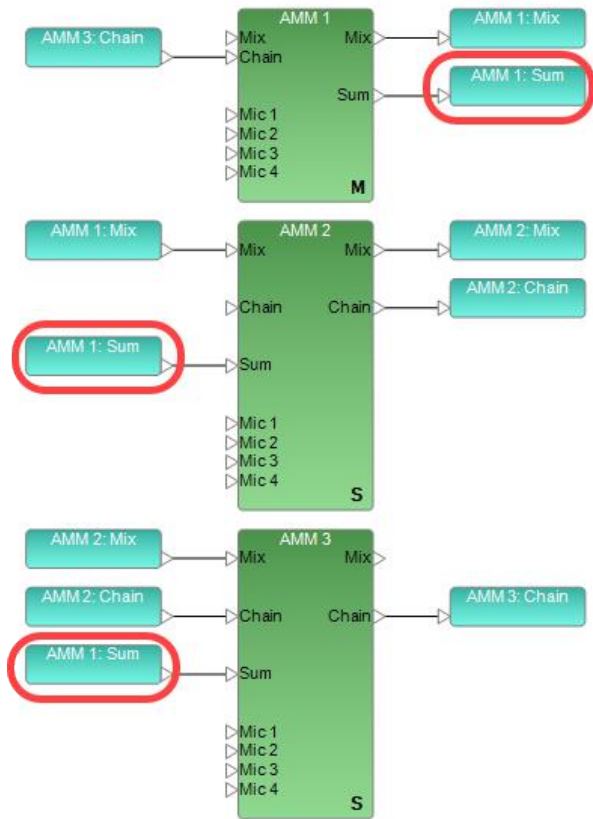 AMM 1
AMM 3: Chain
Mix
Chain
Mix
AMM 1: Mix
Sum
AMM 1: Sum
Mic 1
Mic 2
Mic 3
Mic 4
M
AMM 1: Mix
AMM 2
Mix
Mix
AMM 2: Mix
Chain
Chain
AMM 2: Chain
AMM 1: Sum
Sum
Mic 1
Mic 2
Mic 3
Mic 4
S
AMM 2: Mix
AMM 3
Mix
Mix
AMM 2: Chain
Chain
Chain
AMM 3: Chain
AMM 1: Sum
Sum
Mic 1
Mic 2
Mic 3
Mic 4
S